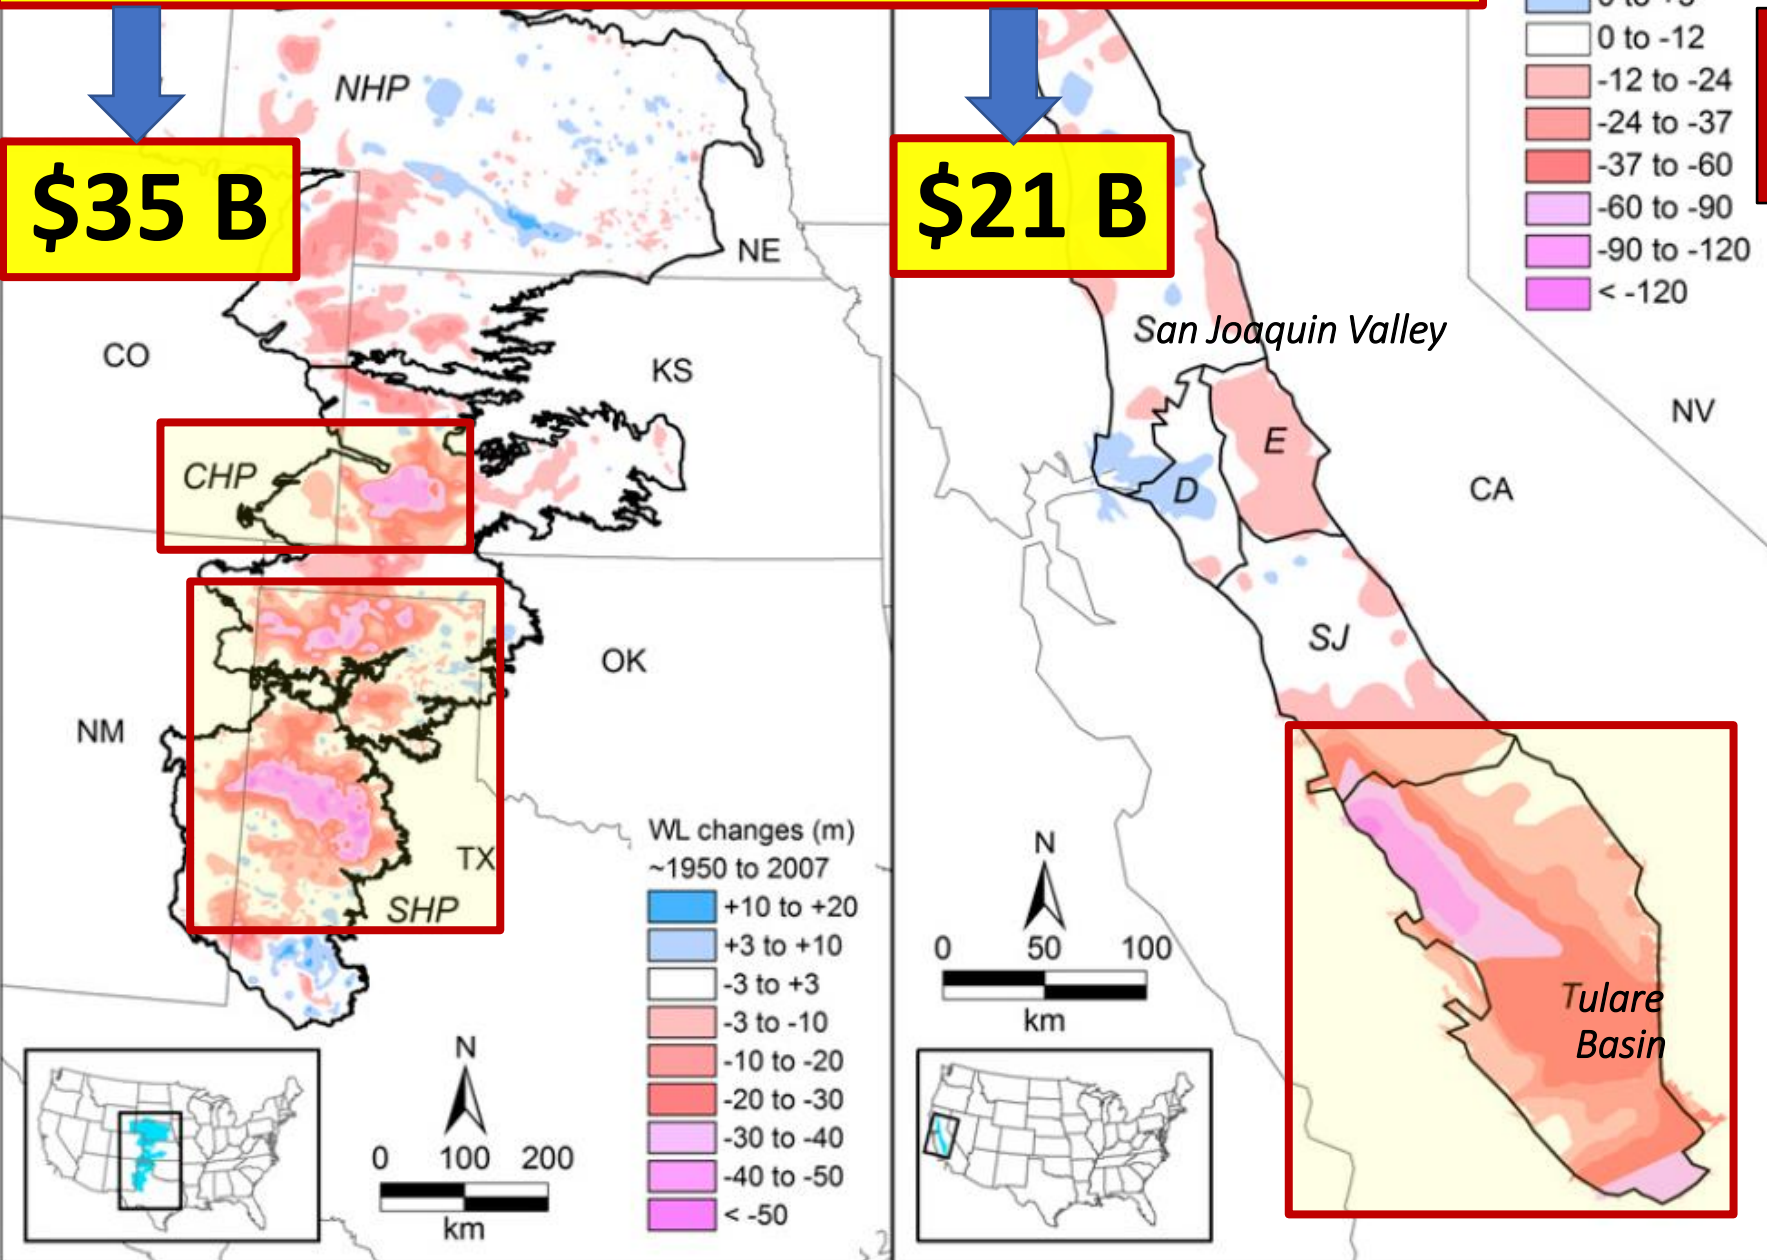 $35 B
NHP
NE
CO
KS
CHP
OK
NM
TX
SHP
WL changes (m)
~1950 to 2007
+10 to +20
+3 to +10
-3 to +3
-3 to -10
-10 to -20
-20 to -30
-30 to -40
-40 to -50
< -50
N
0 100 200
km
$21 B
0 to -12
-12 to -24
-24 to -37
-37 to -60
-60 to -90
-90 to -120
< -120
San Joaquin Valley
NV
E
D
CA
SJ
N
0 50 100
km
Tulare
Basin